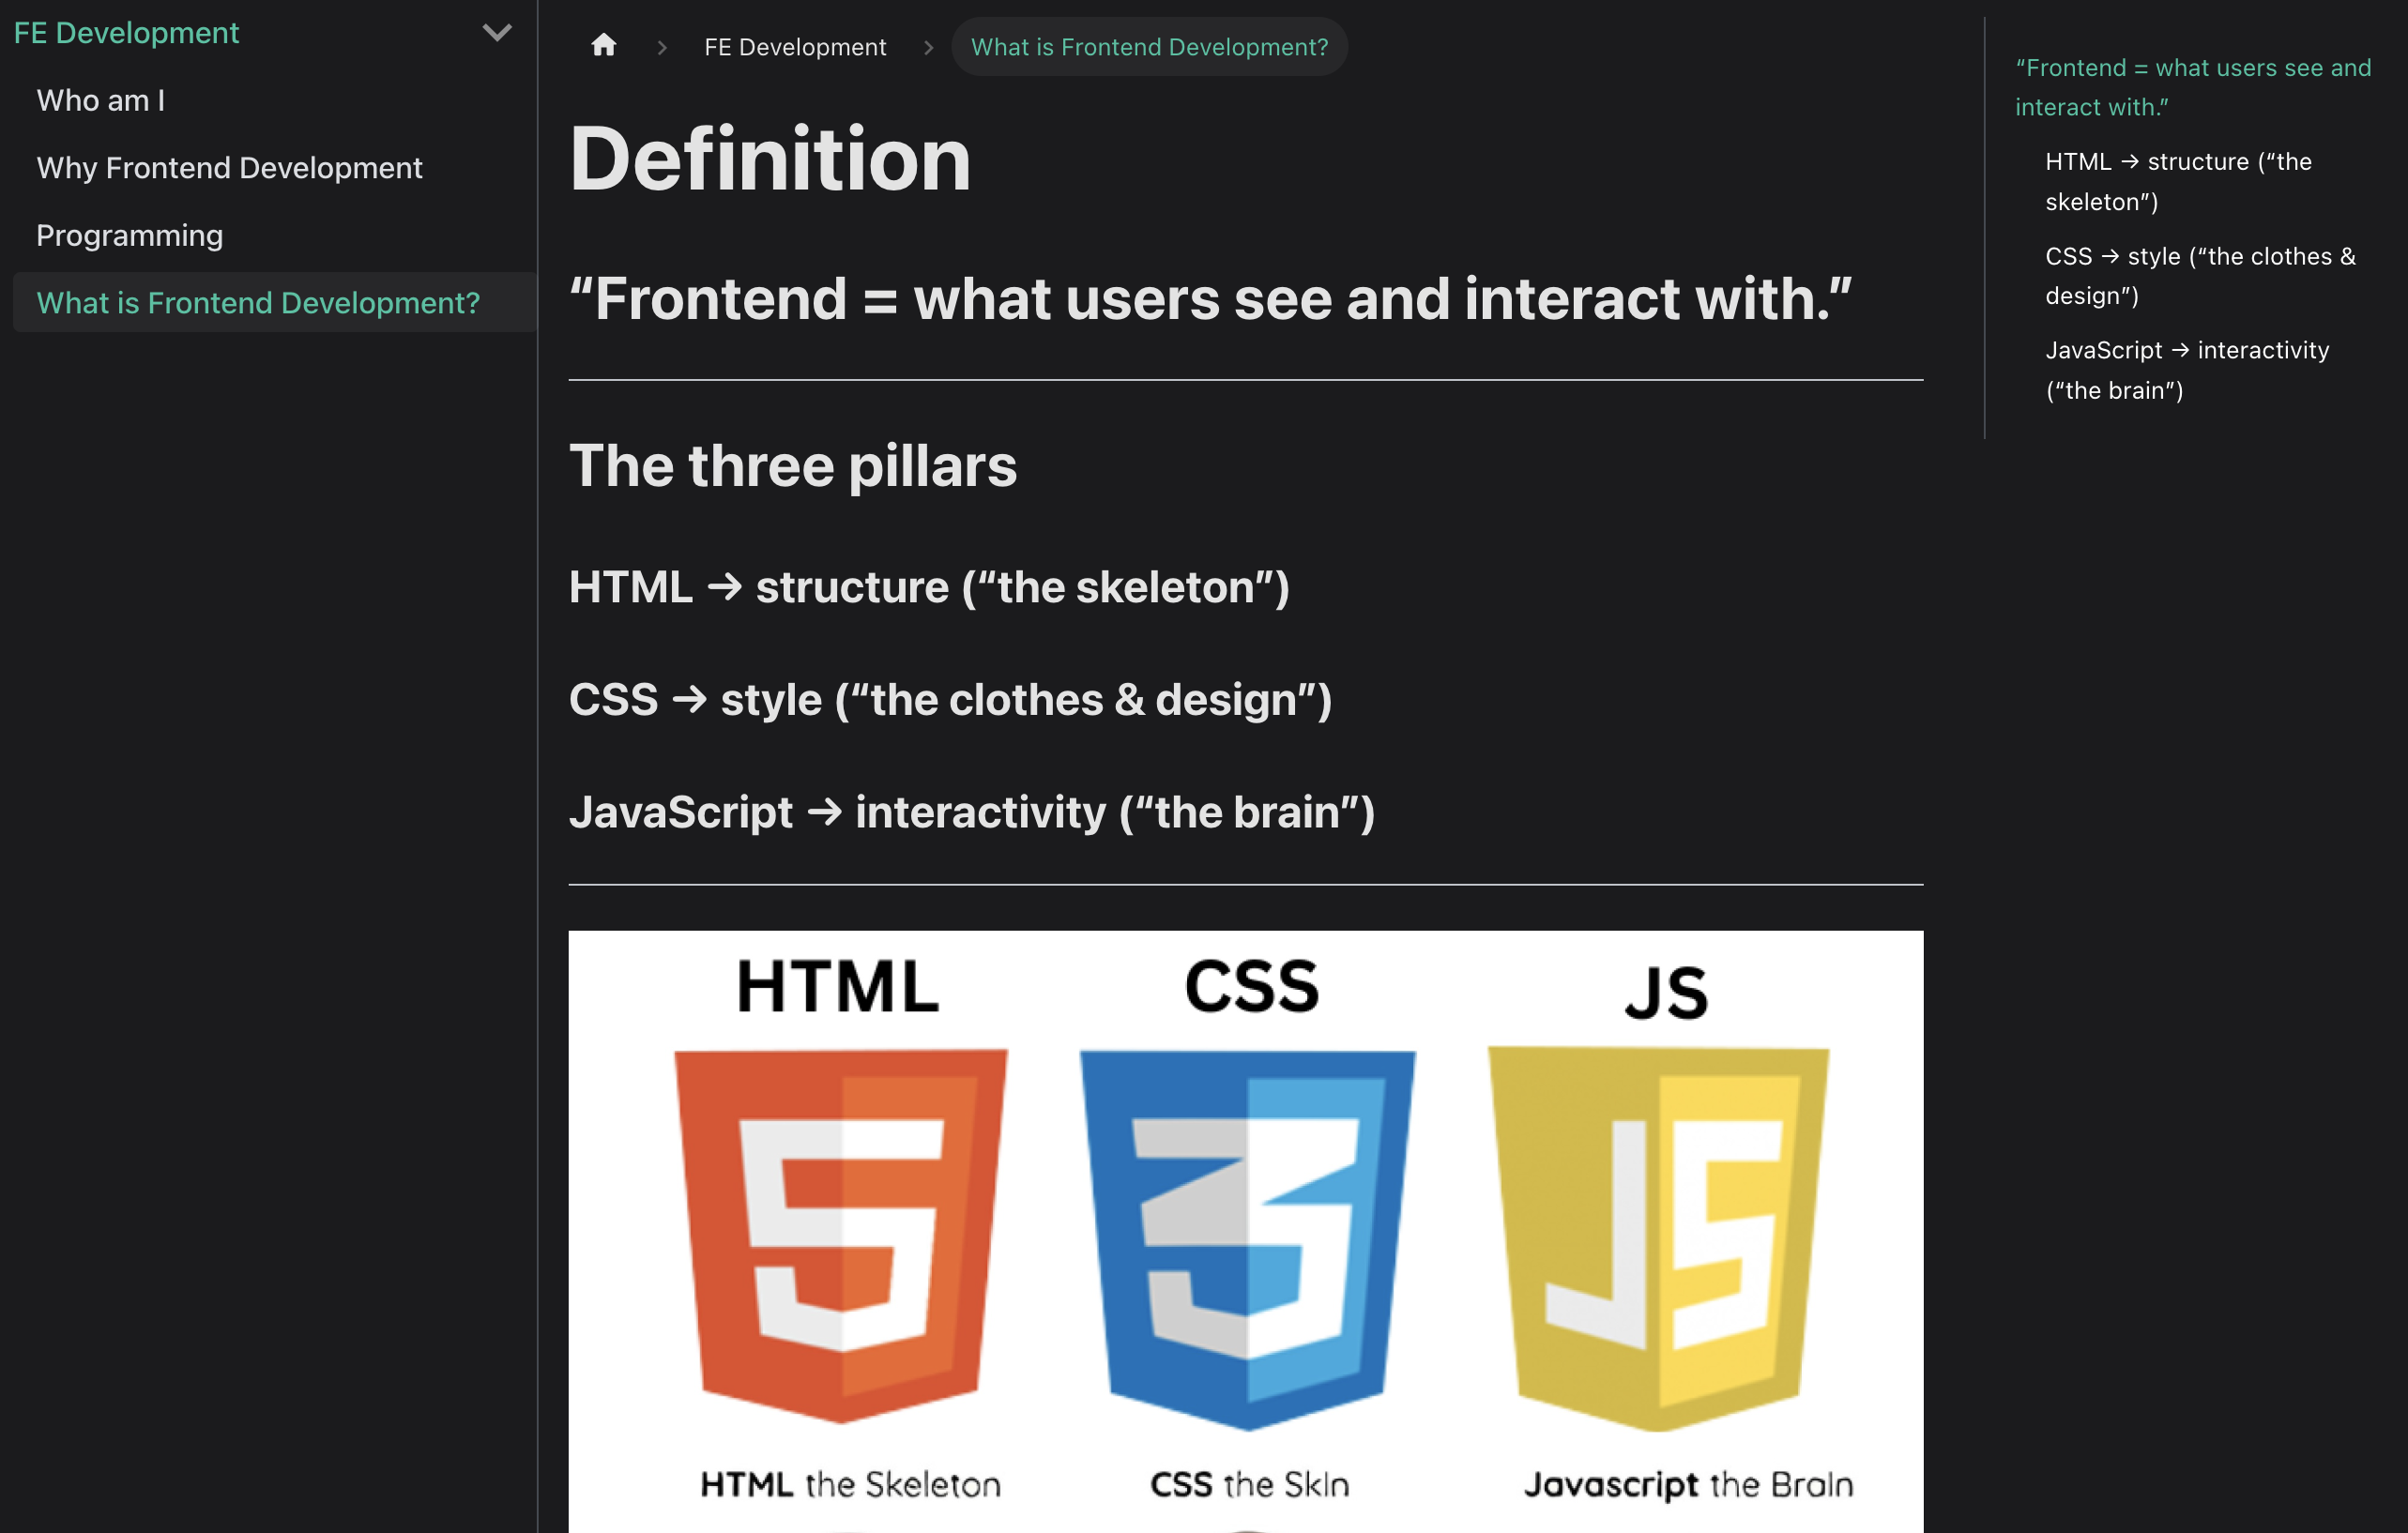 FE Development
Who am I
Why Frontend Development
Programming
What is Frontend Development?
FE Development
What is Frontend Development?
Definition
“Frontend = what users see and interact with.”
The three pillars
HTML → structure (“the skeleton”)
CSS → style (“the clothes & design”)
JavaScript → interactivity (“the brain”)
HTML
CSS
JS
5
3
JS
HTML the Skeleton
CSS the Skin
Javascript the Brain
“Frontend = what users see and
interact with.”
HTML → structure (“the
skeleton”)
CSS → style (“the clothes &
design”)
JavaScript → interactivity
(“the brain”)